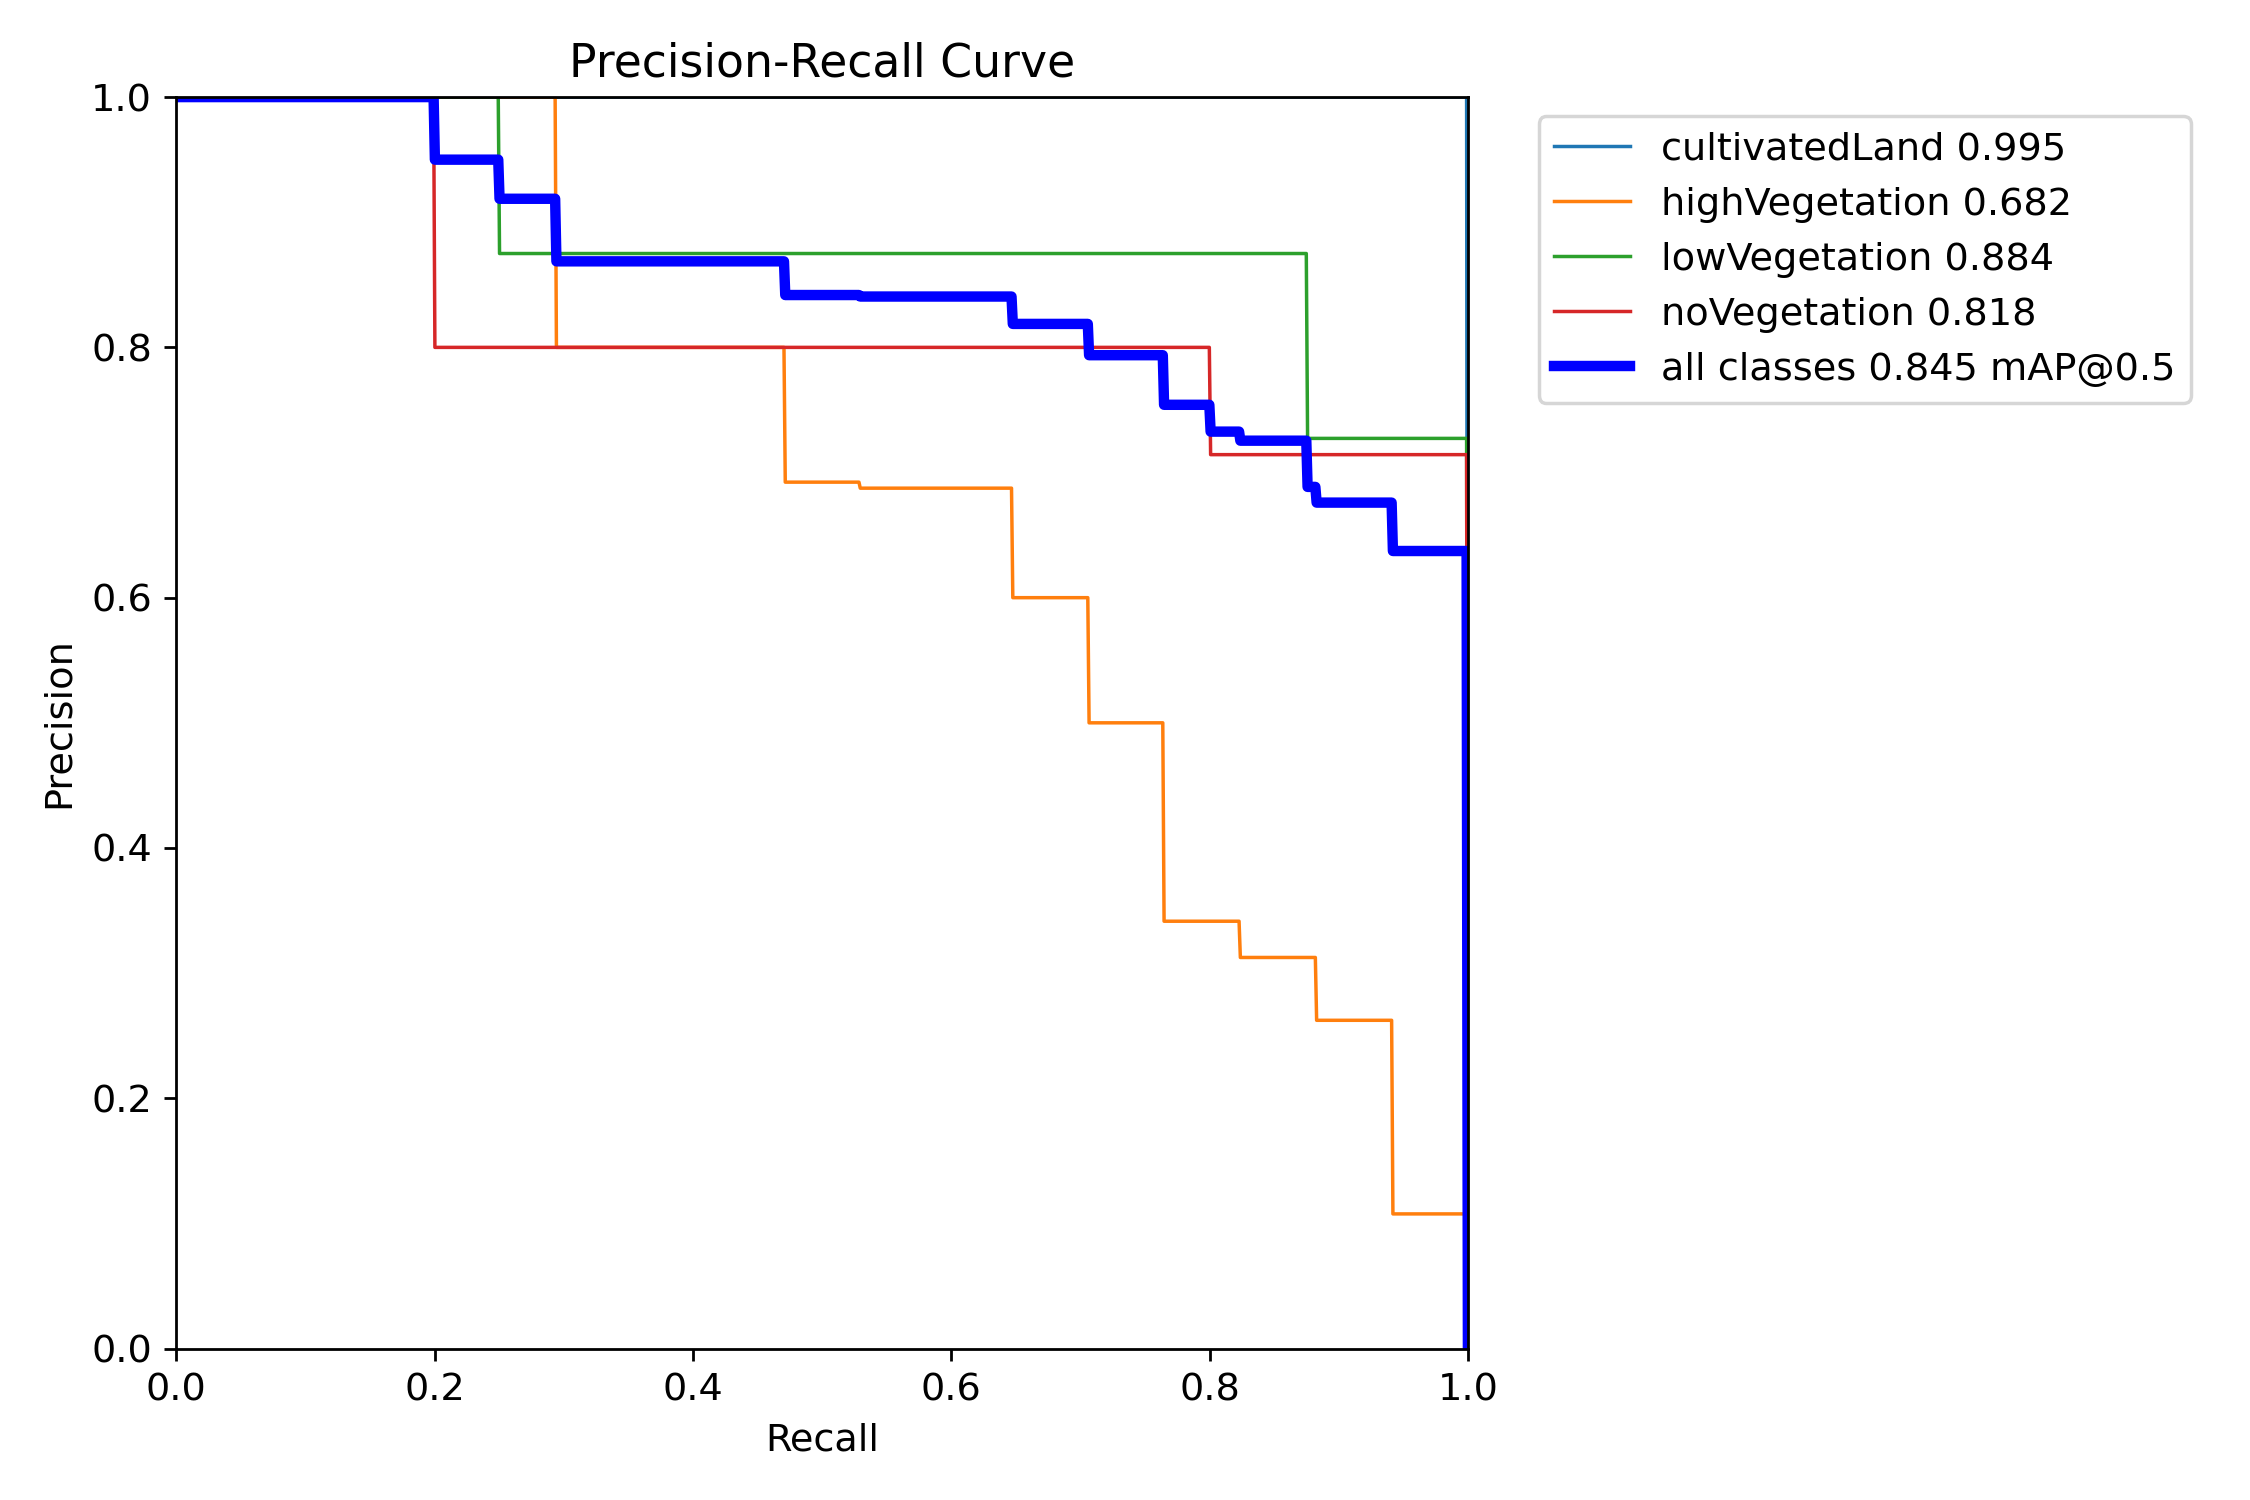 Precision-Recall Curve
1.0
0.8
0.6
0.4
0.2
0.0
Precision
0.0 0.2 0.4 0.6 0.8 1.0
Recall
cultivatedLand 0.995
highVegetation 0.682
lowVegetation 0.884
noVegetation 0.818
all classes 0.845 mAP@0.5